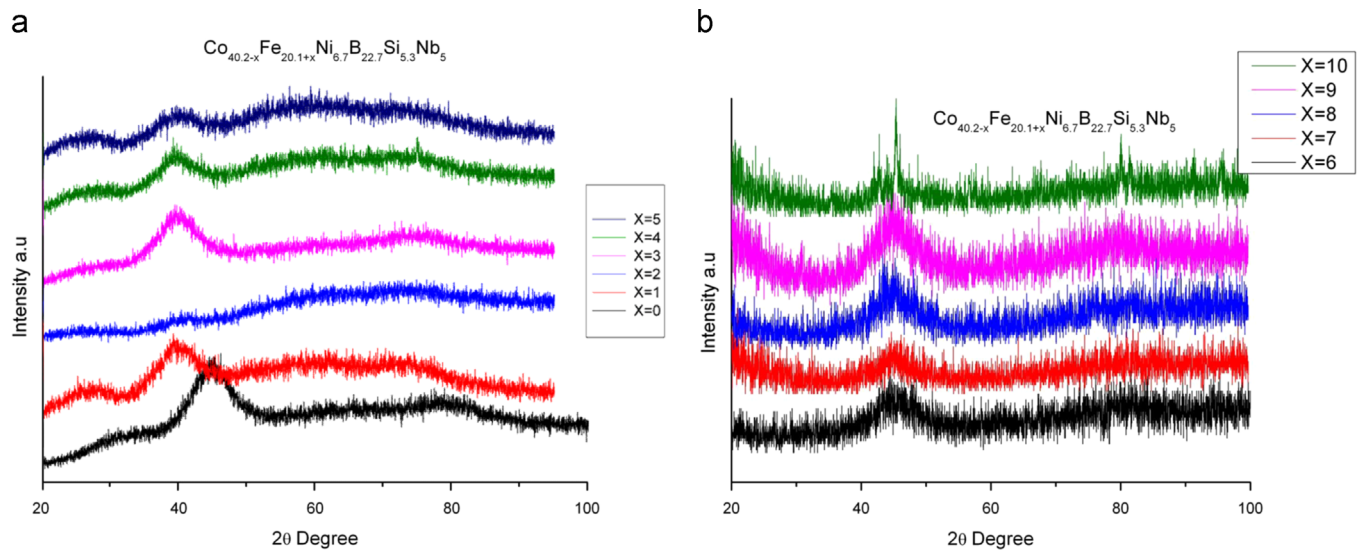 a
Co40.2-xFe20.1+xNi6.7B22.7Si5.3Nb5
Intensity a.u
X=5
X=4
X=3
X=2
X=1
X=0
20 40 60 80 100
2θ Degree
b
Co40.2-xFe20.1+xNi6.7B22.7Si5.3Nb5
Intensity a.u
X=10
X=9
X=8
X=7
X=6
20 40 60 80 100
2θ Degree